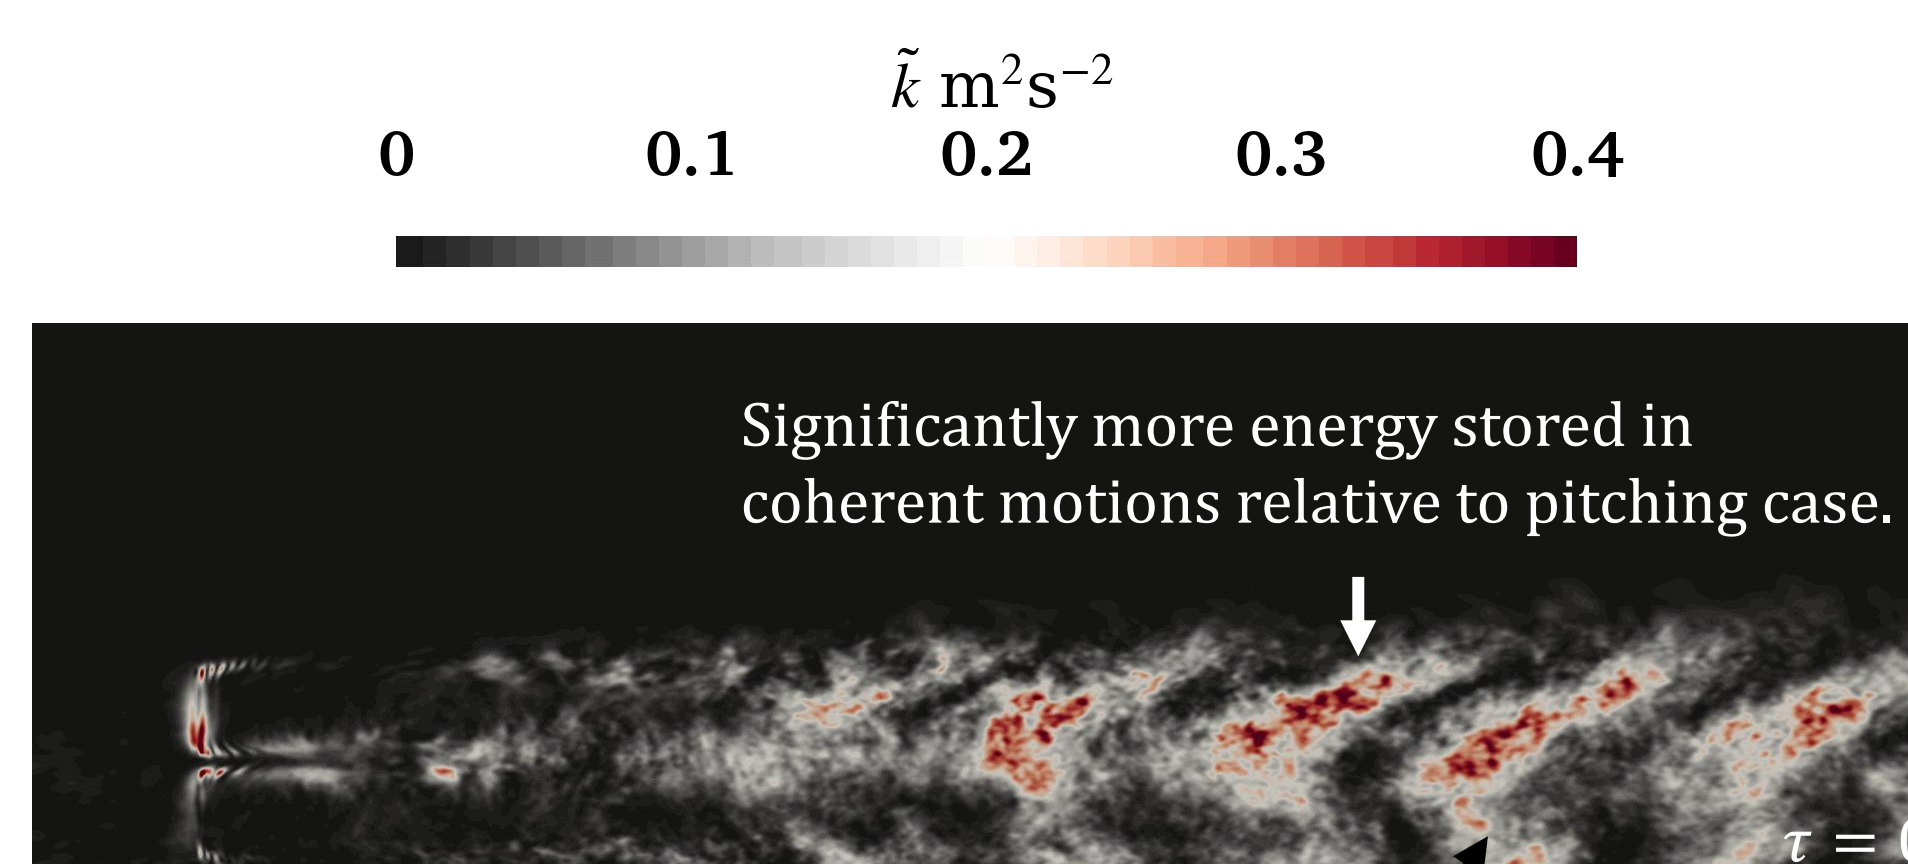 k̃ m²s⁻²
0 0.1 0.2 0.3 0.4
Significantly more energy stored in
coherent motions relative to pitching case.
τ =